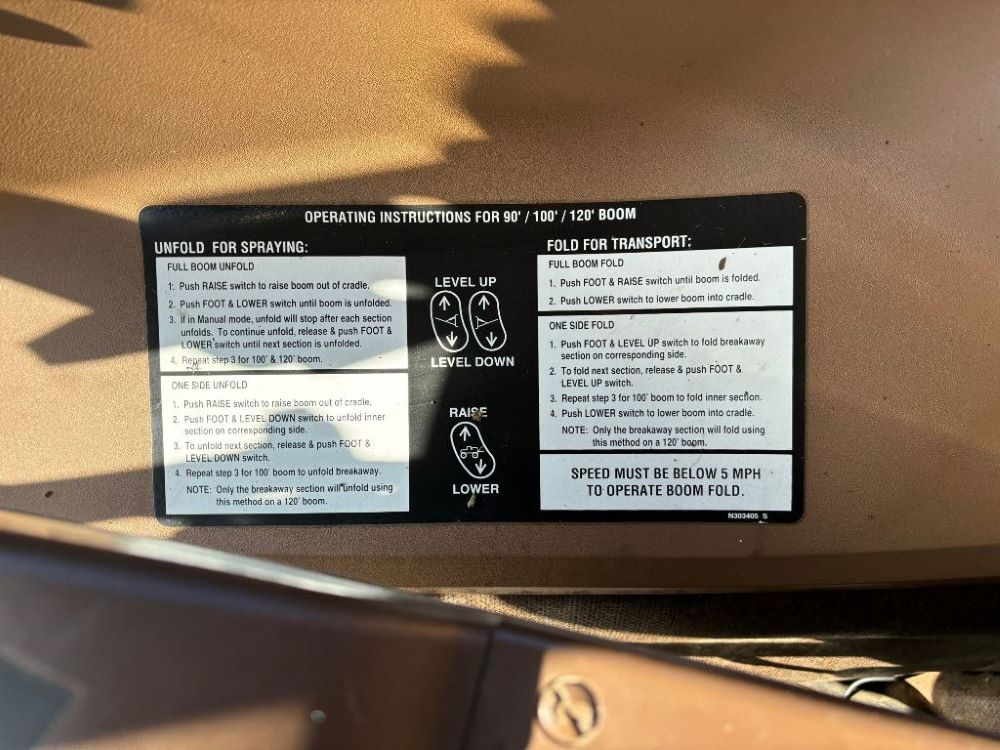 OPERATING INSTRUCTIONS FOR 90' / 100' / 120' BOOM
UNFOLD FOR SPRAYING:
FULL BOOM UNFOLD
1. Push RAISE switch to raise boom out of cradle.
2. Push FOOT & LOWER switch until boom is unfolded.
3. If in Manual mode, unfold will stop after each section
unfolds. To continue unfold, release & push FOOT &
LOWER switch until next section is unfolded.
4. Repeat step 3 for 100' & 120' boom.
ONE SIDE UNFOLD
1. Push RAISE switch to raise boom out of cradle.
2. Push FOOT & LEVEL DOWN switch to unfold inner
section on corresponding side.
3. To unfold next section, release & push FOOT &
LEVEL DOWN switch.
4. Repeat step 3 for 100' boom to unfold breakaway.
NOTE: Only the breakaway section will unfold using
this method on a 120' boom.
LEVEL UP
LEVEL DOWN
RAISE
LOWER
FOLD FOR TRANSPORT:
FULL BOOM FOLD
1. Push FOOT & RAISE switch until boom is folded.
2. Push LOWER switch to lower boom into cradle.
ONE SIDE FOLD
1. Push FOOT & LEVEL UP switch to fold breakaway
section on corresponding side.
2. To fold next section, release & push FOOT &
LEVEL UP switch.
3. Repeat step 3 for 100' boom to fold inner section.
4. Push LOWER switch to lower boom into cradle.
NOTE: Only the breakaway section will fold using
this method on a 120' boom.
SPEED MUST BE BELOW 5 MPH
TO OPERATE BOOM FOLD.
N303405 S